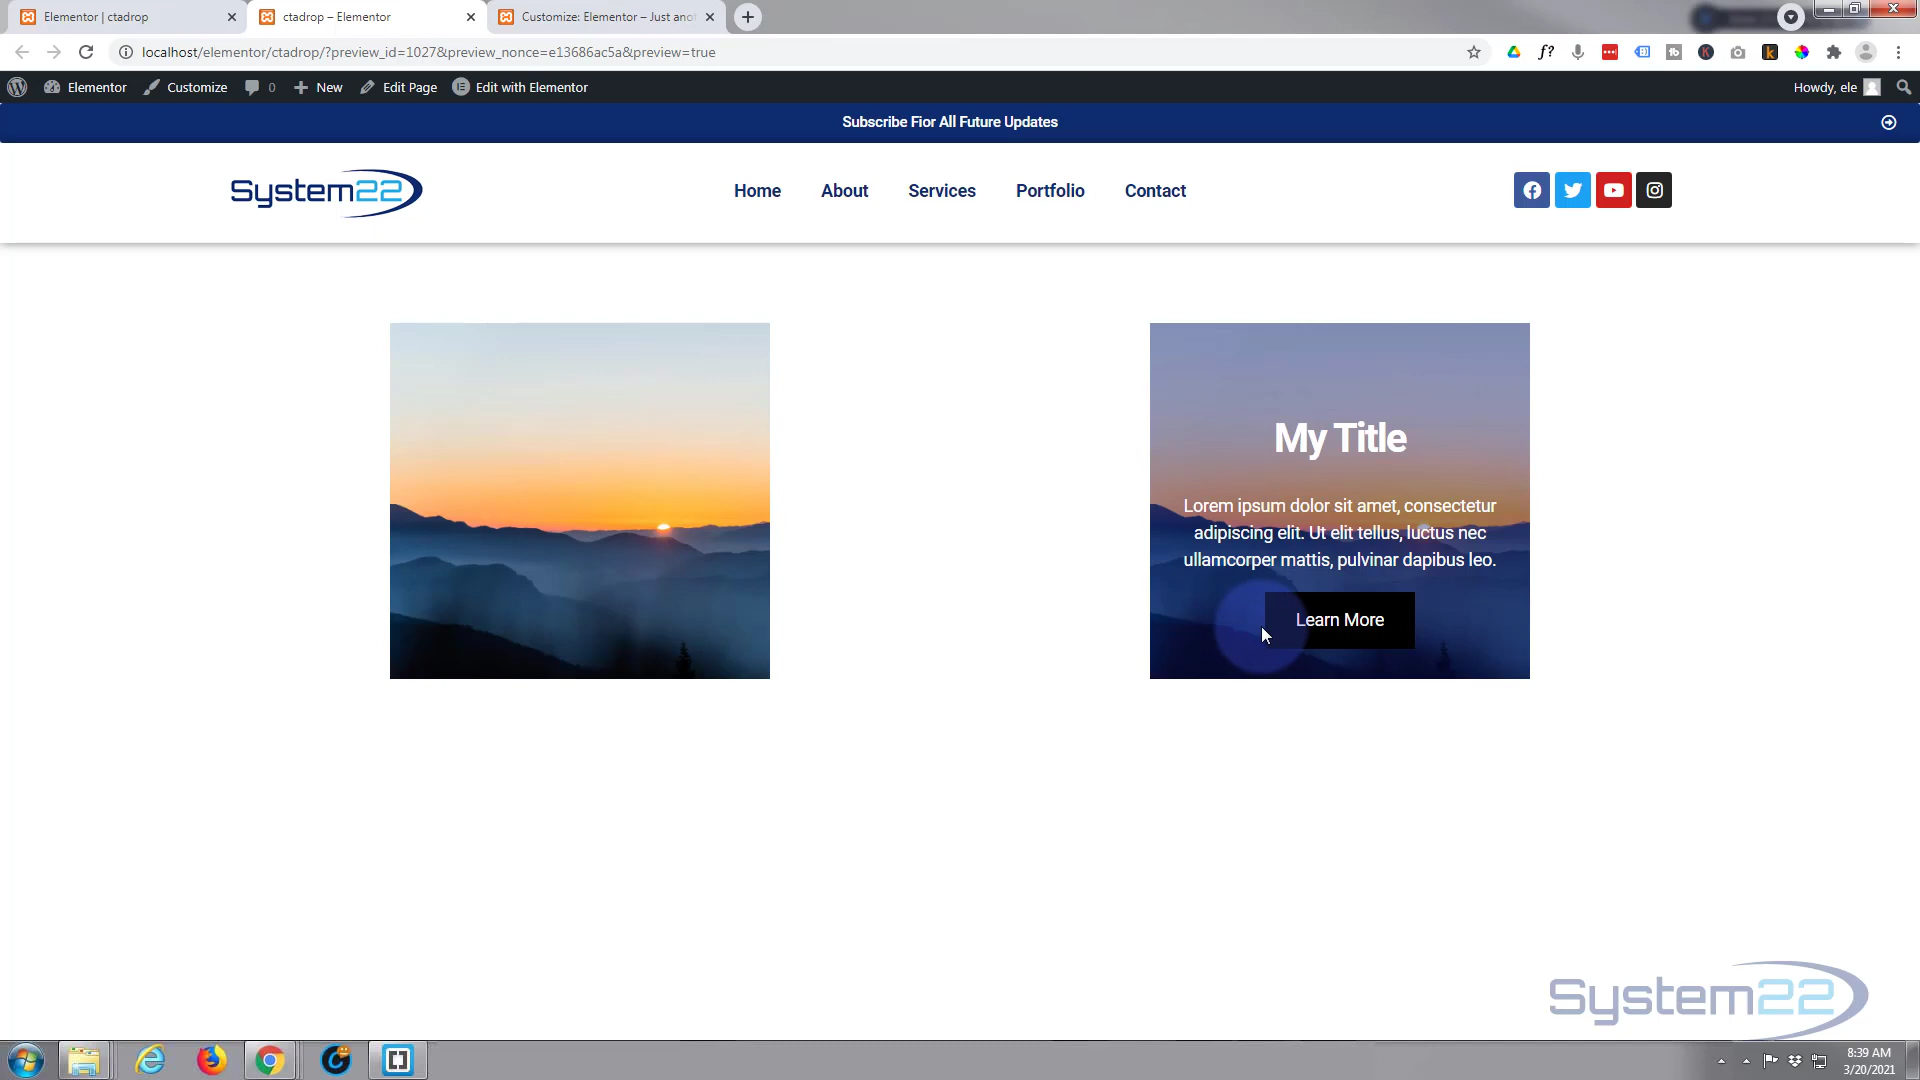 Elementor | ctadrop
ctadrop – Elementor
Customize: Elementor – Just ano
localhost/elementor/ctadrop/?preview_id=1027&preview_nonce=e13686ac5a&preview=true
Elementor
Customize
0
New
Edit Page
Edit with Elementor
Howdy, ele
Subscribe Fior All Future Updates
System22
Home
About
Services
Portfolio
Contact
My Title
Lorem ipsum dolor sit amet, consectetur
adipiscing elit. Ut elit tellus, luctus nec
ullamcorper mattis, pulvinar dapibus leo.
Learn More
System22
8:39 AM
3/20/2021